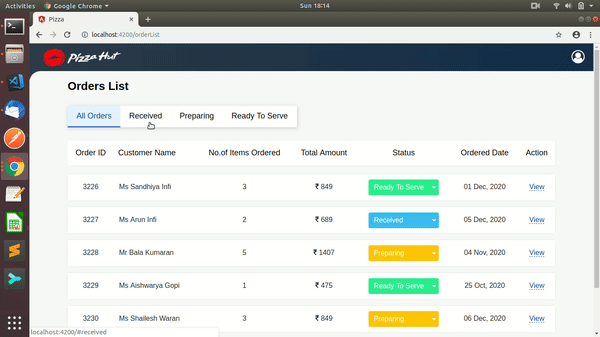 Activities Google Chrome Sun 18:14
Pizza
localhost:4200/orderList
Pizza Hut
Orders List
All Orders Received Preparing Ready To Serve
Order ID Customer Name No.of Items Ordered Total Amount Status Ordered Date Action
3226 Ms Sandhiya Infi 3 ₹ 849 Ready To Serve 01 Dec, 2020 View
3227 Ms Arun Infi 2 ₹ 689 Received 05 Dec, 2020 View
3228 Mr Bala Kumaran 5 ₹ 1407 Preparing 04 Nov, 2020 View
3229 Ms Aishwarya Gopi 1 ₹ 475 Ready To Serve 25 Oct, 2020 View
3230 Ms Shailesh Waran 3 ₹ 849 Preparing 06 Dec, 2020 View
localhost:4200/#received